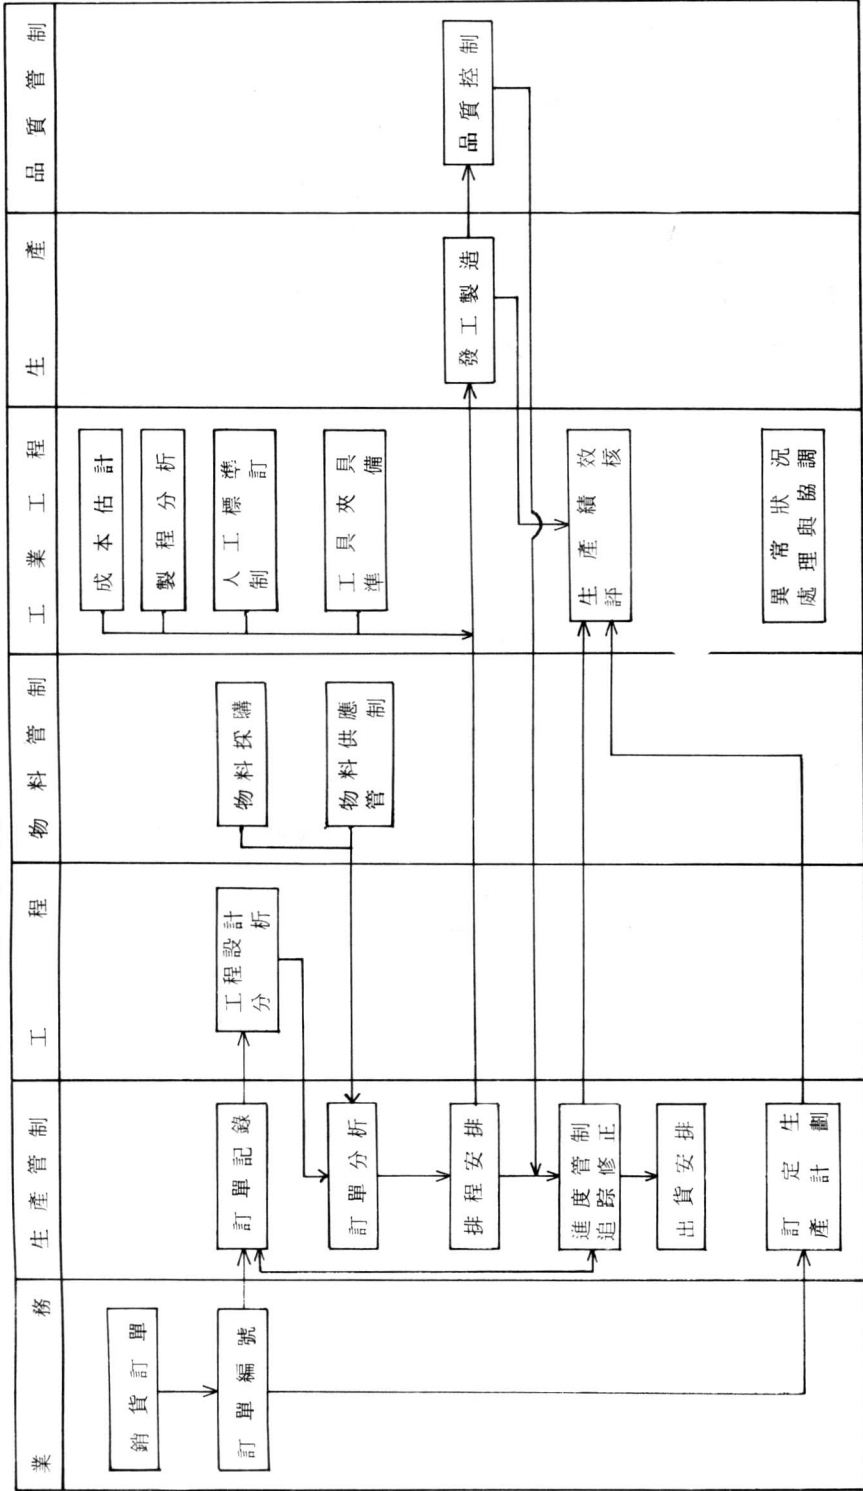 業務
生產管制
工程
物料管制
工業工程
生產
品質管制
銷貨訂單
訂單編號
訂單記錄
訂單分析
排程安排
進度管制
追踪修正
出貨安排
訂定生
產計劃
工程設計
分析
物料採購
物料供應
管制
成本估計
製程分析
人工標準訂
制
工具夾具
準備
生產績效
評核
異常狀況
處理與協調
發工製造
品質控制